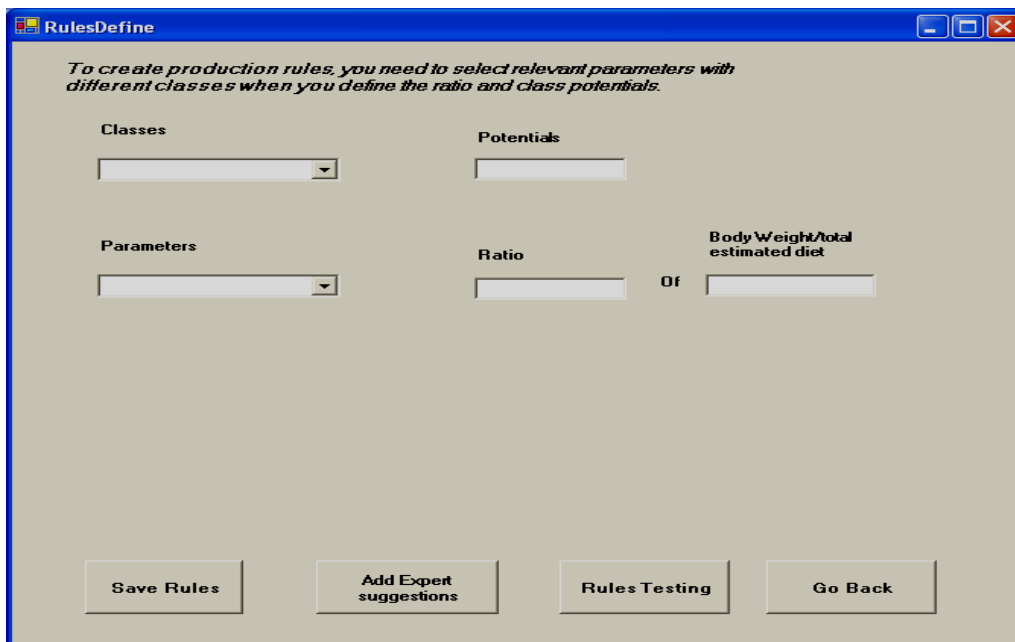 RulesDefine
To create production rules, you need to select relevant parameters with
different classes when you define the ratio and class potentials.
Classes
Potentials
Parameters
Ratio
Of
Body Weight/total
estimated diet
Save Rules
Add Expert
suggestions
Rules Testing
Go Back